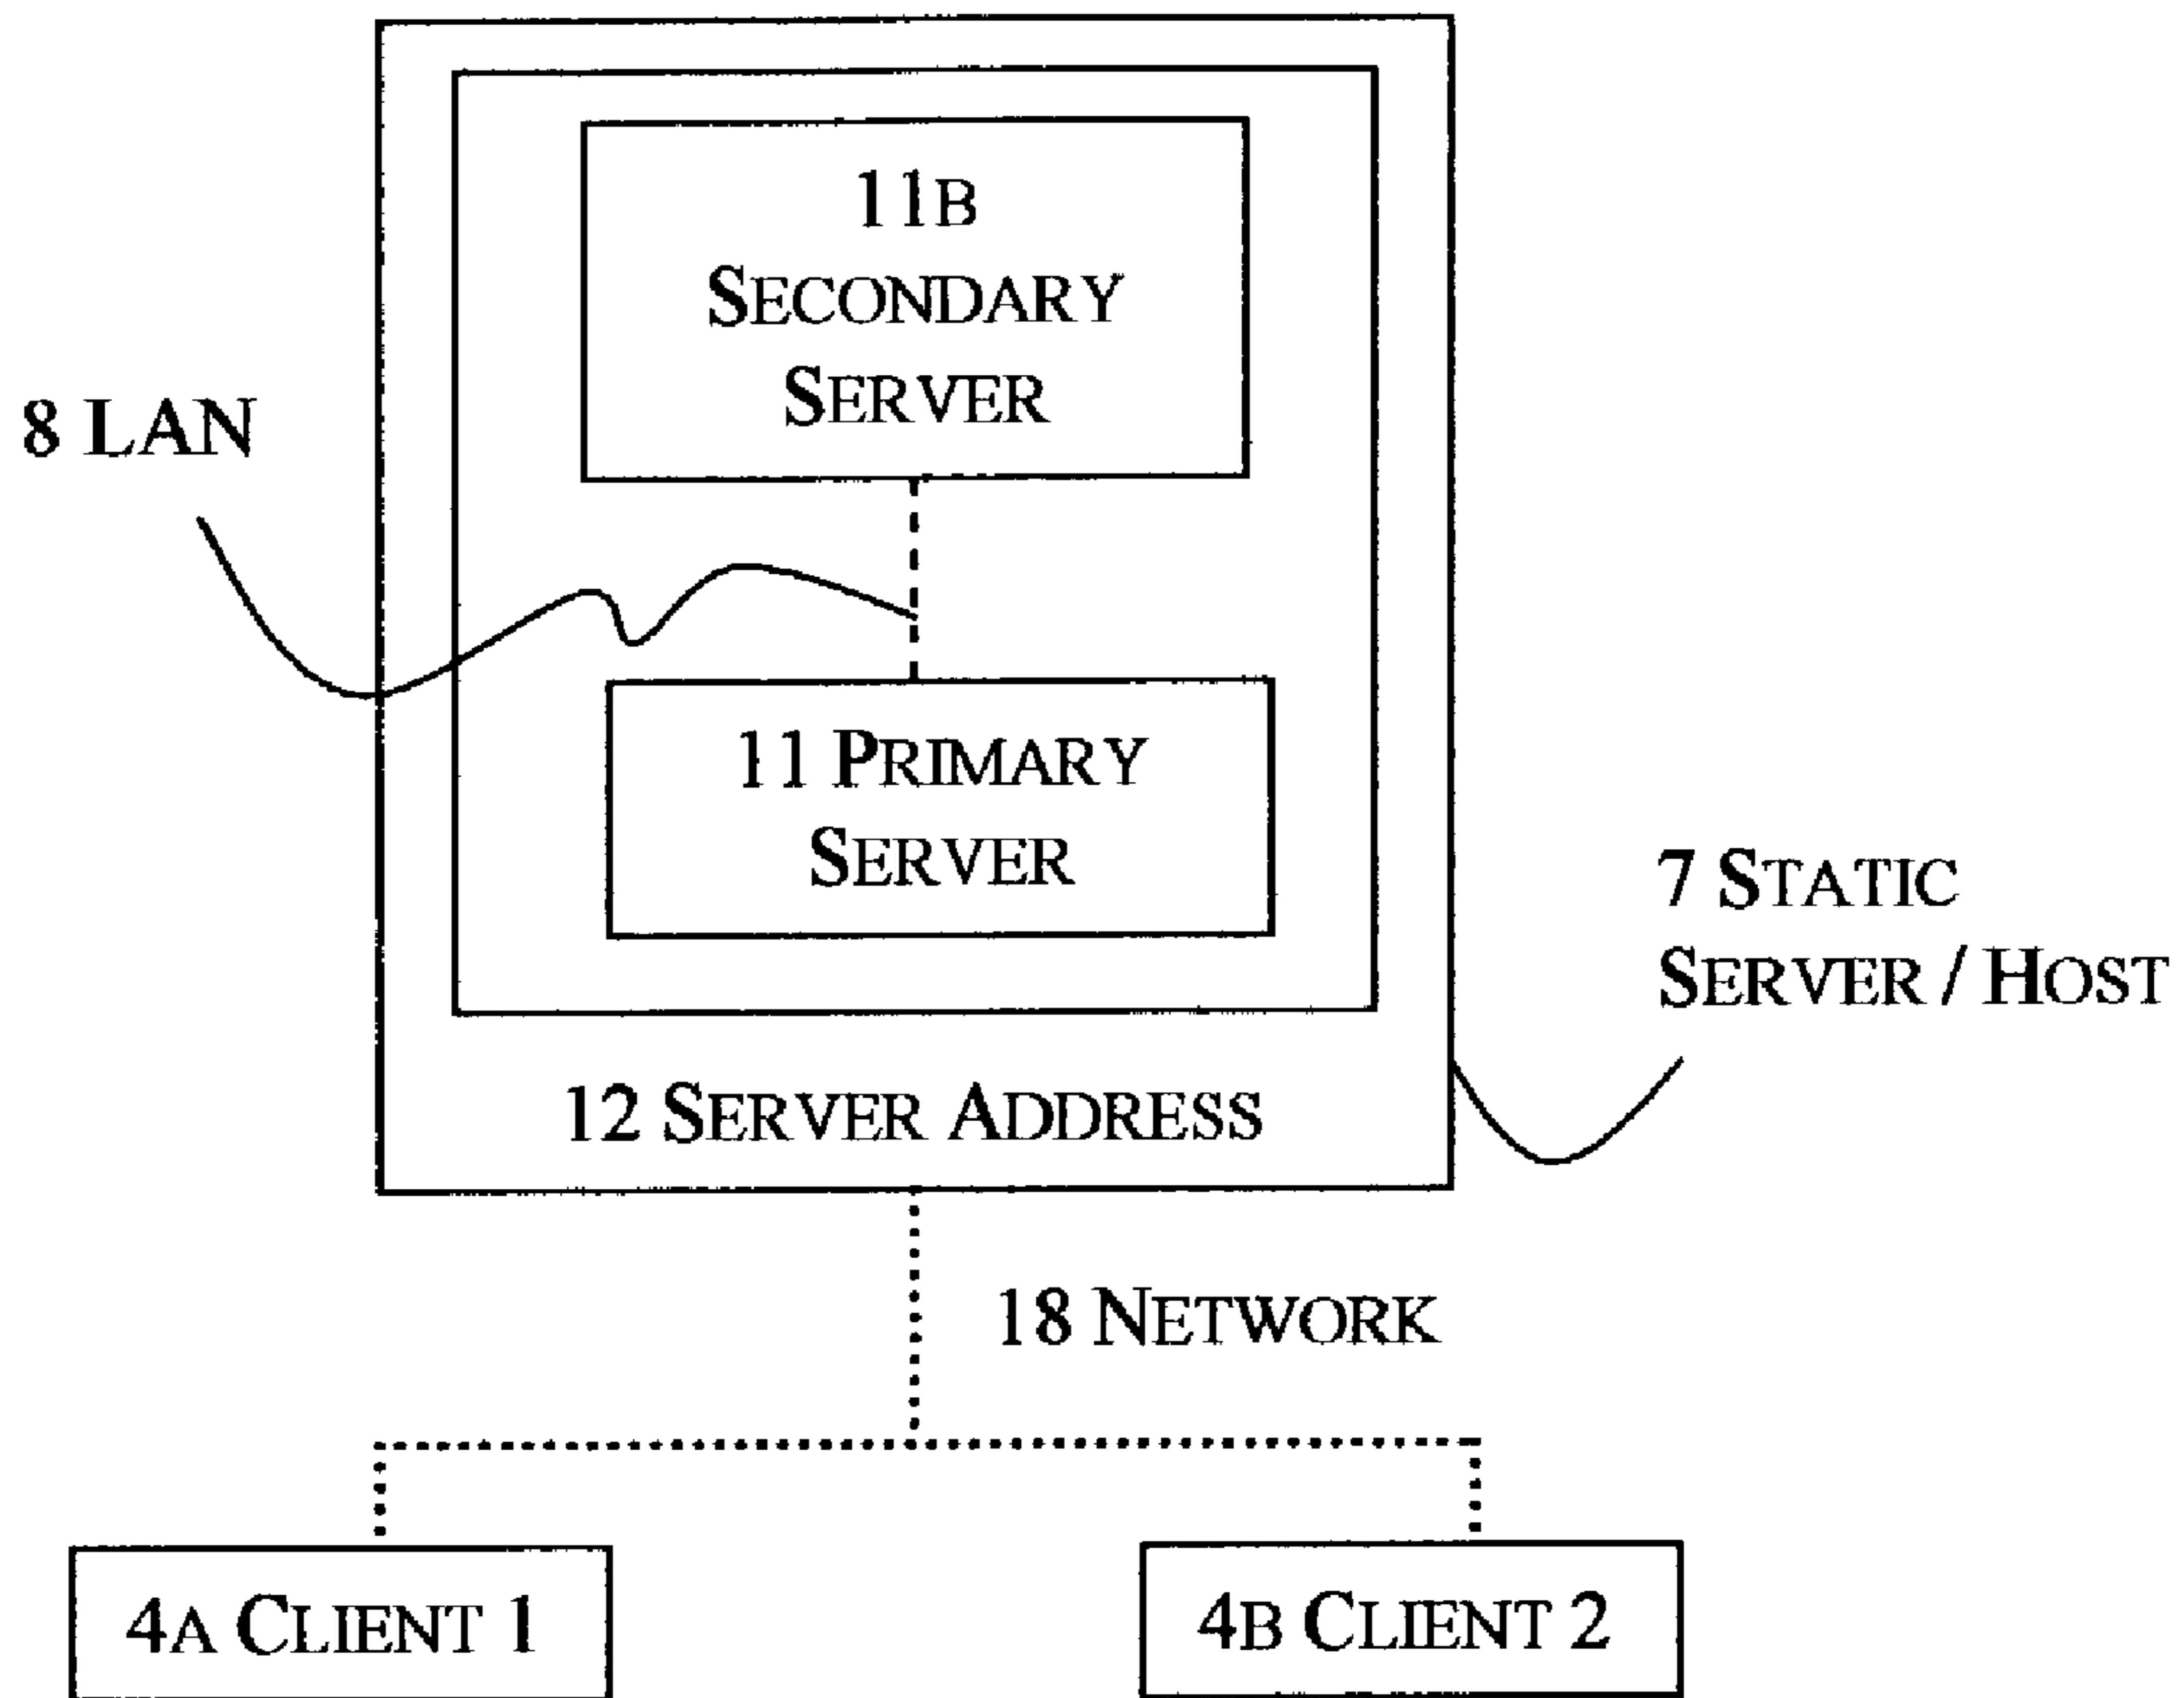 11B
SECONDARY
SERVER
8 LAN
11 PRIMARY
SERVER
7 STATIC
SERVER / HOST
12 SERVER ADDRESS
18 NETWORK
4A CLIENT 1
4B CLIENT 2